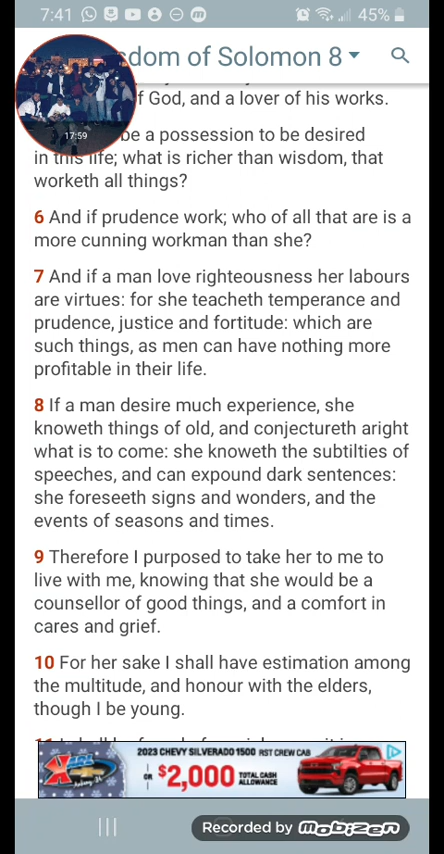 7:41
45%
sdom of Solomon 8
f God, and a lover of his works.
17:59
be a possession to be desired
in this life; what is richer than wisdom, that
worketh all things?
6 And if prudence work; who of all that are is a
more cunning workman than she?
7 And if a man love righteousness her labours
are virtues: for she teacheth temperance and
prudence, justice and fortitude: which are
such things, as men can have nothing more
profitable in their life.
8 If a man desire much experience, she
knoweth things of old, and conjectureth aright
what is to come: she knoweth the subtilties of
speeches, and can expound dark sentences:
she foreseeth signs and wonders, and the
events of seasons and times.
9 Therefore I purposed to take her to me to
live with me, knowing that she would be a
counsellor of good things, and a comfort in
cares and grief.
10 For her sake I shall have estimation among
the multitude, and honour with the elders,
though I be young.
2023 CHEVY SILVERADO 1500 RST CREW CAB
OR $2,000 TOTAL CASH
ALLOWANCE
Recorded by Mobizen